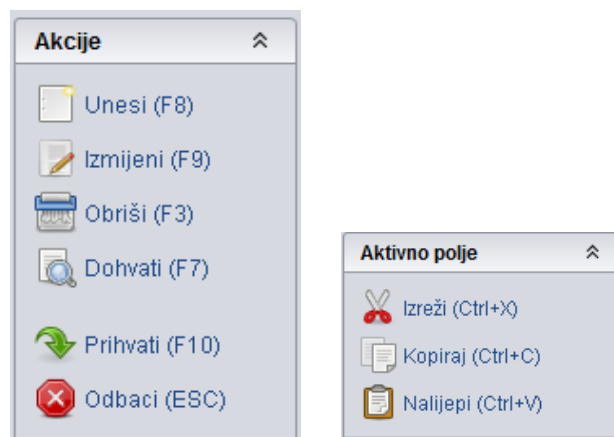 Akcije
Unesi (F8)
Izmijeni (F9)
Obriši (F3)
Dohvati (F7)
Prihvati (F10)
Odbaci (ESC)
Aktivno polje
Izreži (Ctrl+X)
Kopiraj (Ctrl+C)
Nalijepi (Ctrl+V)